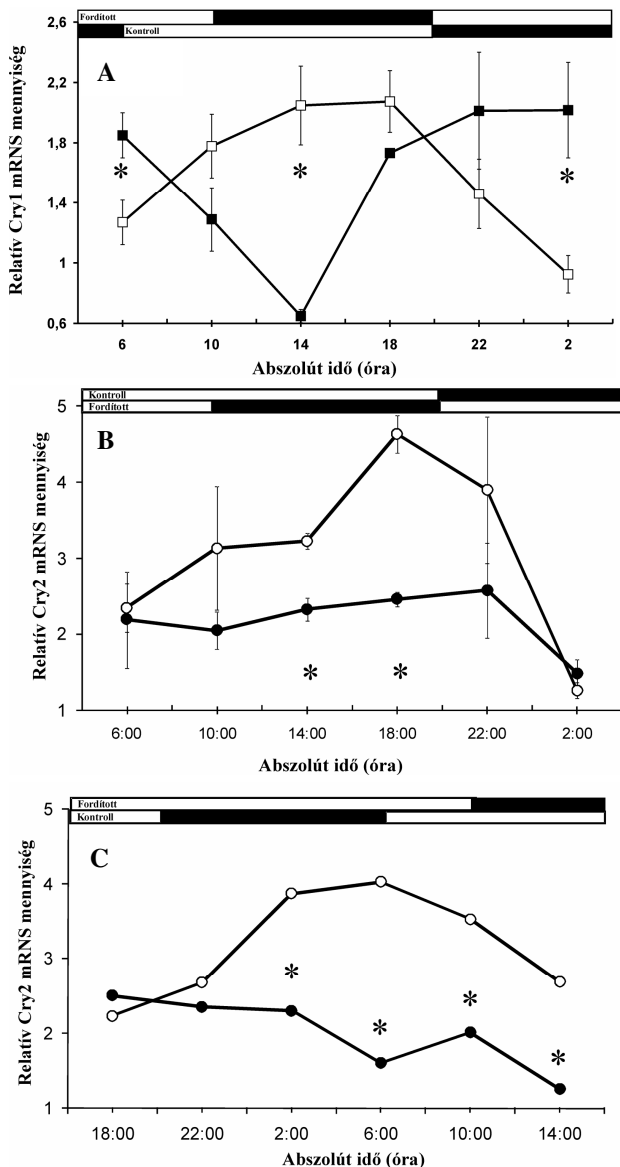 Fordított
Kontroll
A
2,6
2,2
1,8
1,4
1
0,6
Relatív Cry1 mRNS mennyiség
*
*
*
6
10
14
18
22
2
Abszolút idő (óra)
Kontroll
Fordított
B
5
4
3
2
1
Relatív Cry2 mRNS mennyiség
*
*
6:00
10:00
14:00
18:00
22:00
2:00
Abszolút idő (óra)
Fordított
Kontroll
C
5
4
3
2
1
Relatív Cry2 mRNS mennyiség
*
*
*
*
18:00
22:00
2:00
6:00
10:00
14:00
Abszolút idő (óra)